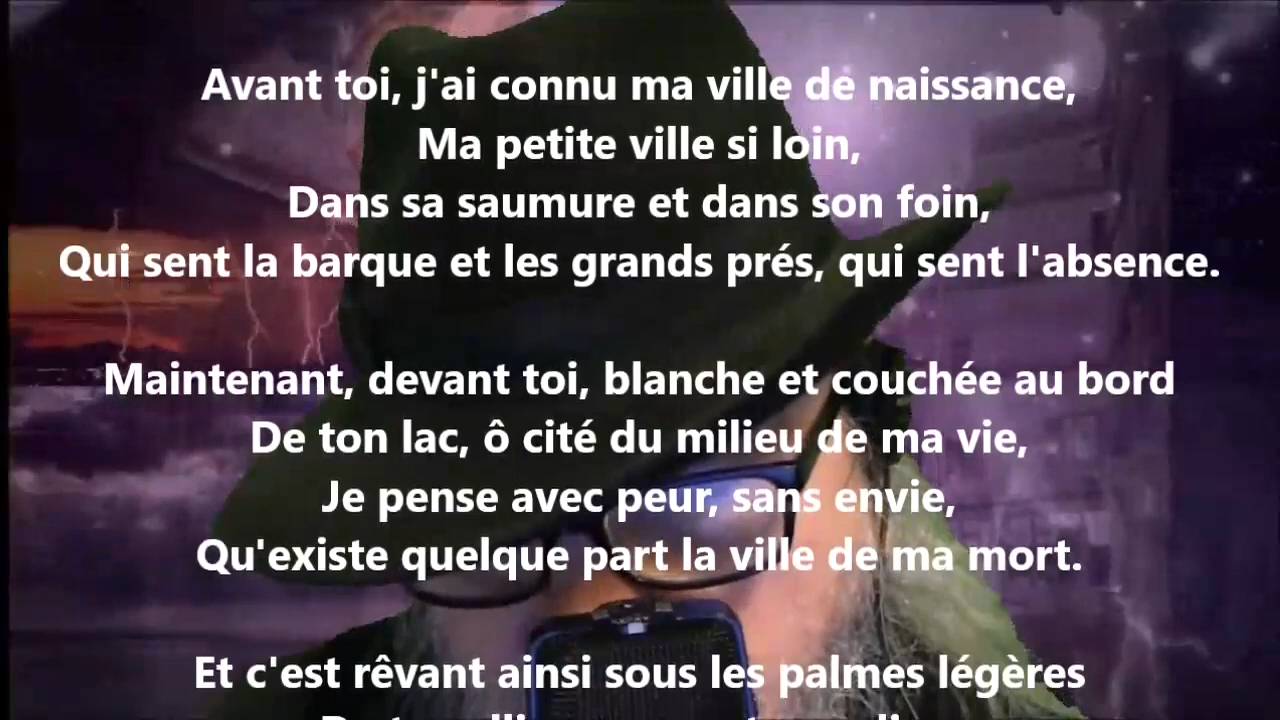 Avant toi, j'ai connu ma ville de naissance,
Ma petite ville si loin,
Dans sa saumure et dans son foin,
Qui sent la barque et les grands prés, qui sent l'absence.
Maintenant, devant toi, blanche et couchée au bord
De ton lac, ô cité du milieu de ma vie,
Je pense avec peur, sans envie,
Qu'existe quelque part la ville de ma mort.
Et c'est rêvant ainsi sous les palmes légères